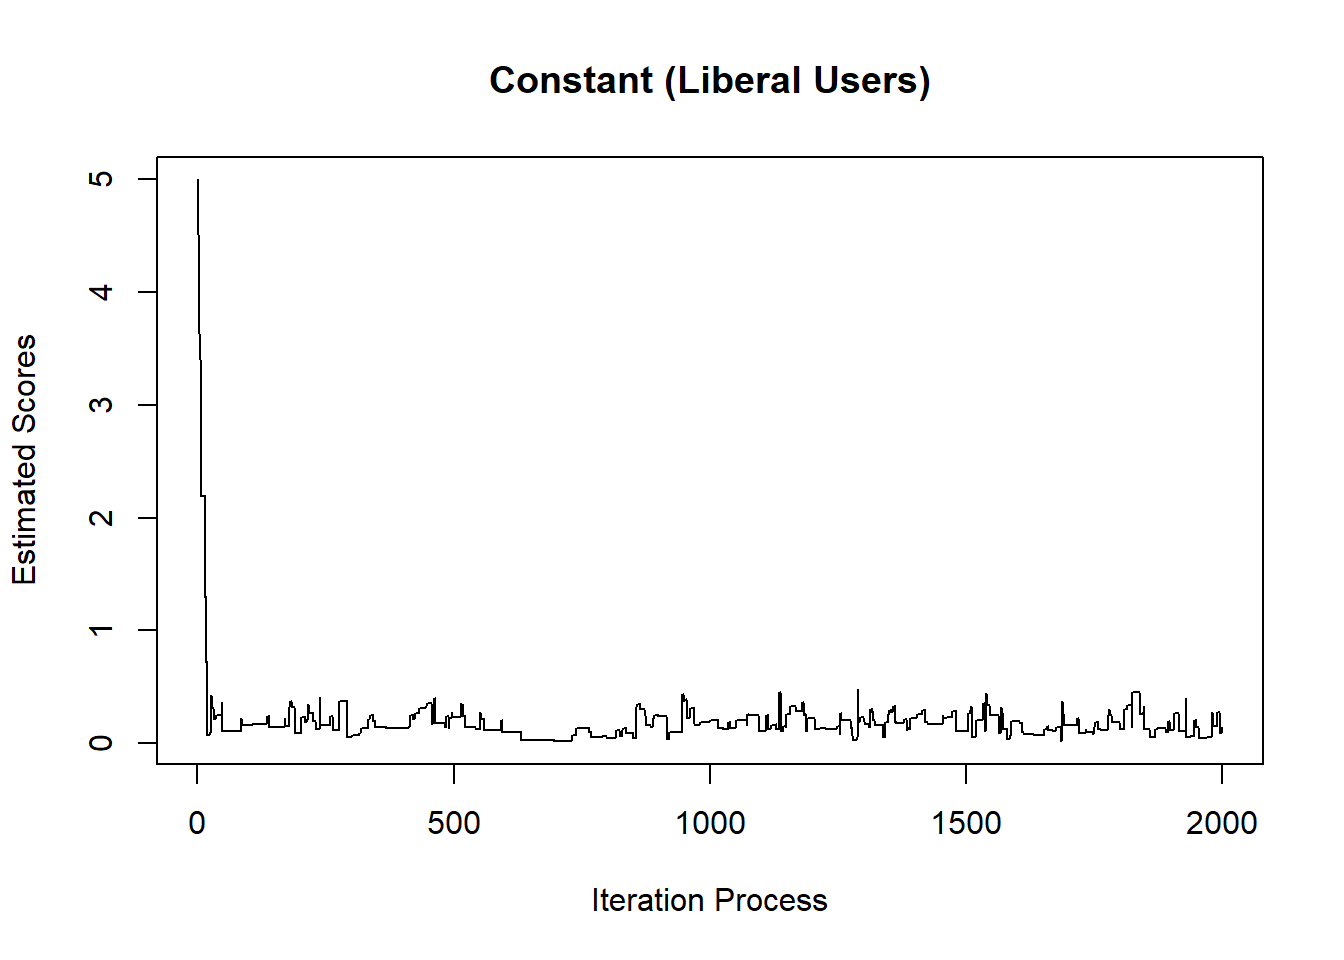 Constant (Liberal Users)
Estimated Scores
5
4
3
2
1
0
0 500 1000 1500 2000
Iteration Process